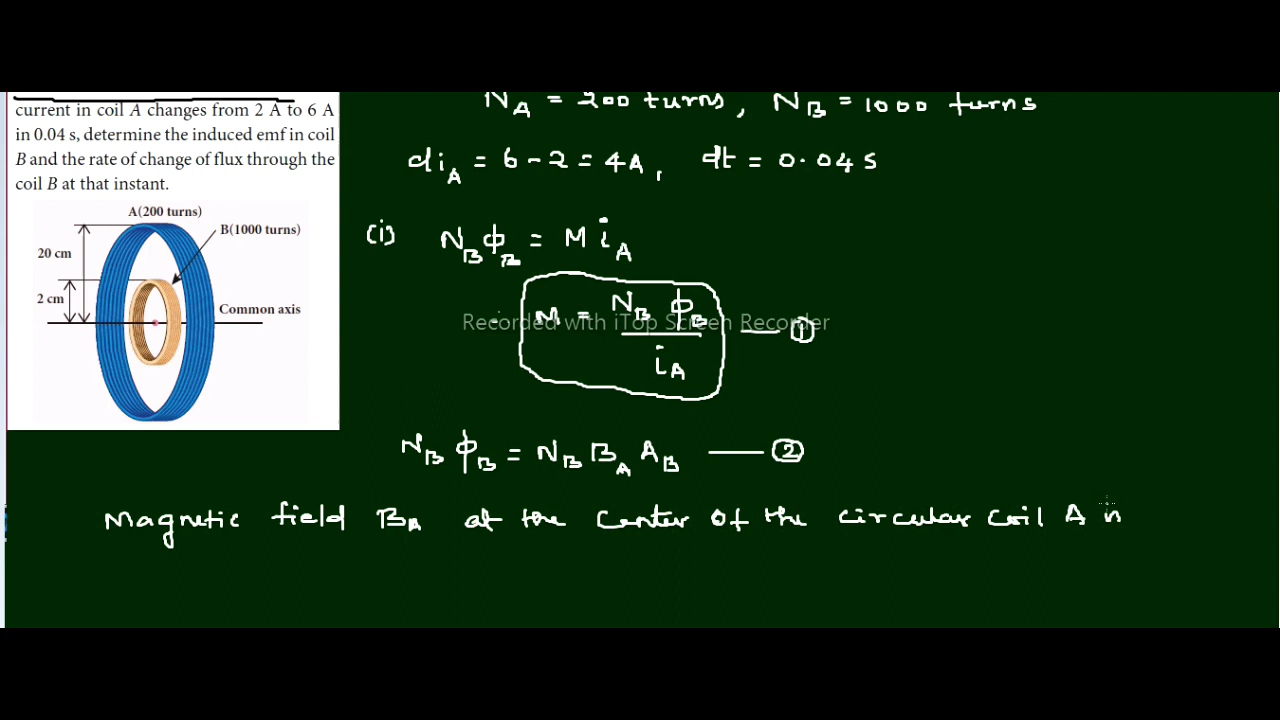 current in coil A changes from 2 A to 6 A
in 0.04 s, determine the induced emf in coil
B and the rate of change of flux through the
coil B at that instant.
A(200 turns)
B(1000 turns)
20 cm
2 cm
Common axis
N_A = 200 turns, N_B = 1000 turns
di_A = 6 - 2 = 4A, dt = 0.04 s
(i) N_B ϕ_B = M i_A
M = N_B ϕ_B / i_A —— ①
Recorded with iTop Screen Recorder
N_B ϕ_B = N_B B_A A_B —— ②
Magnetic field B_A at the center of the circular coil A is